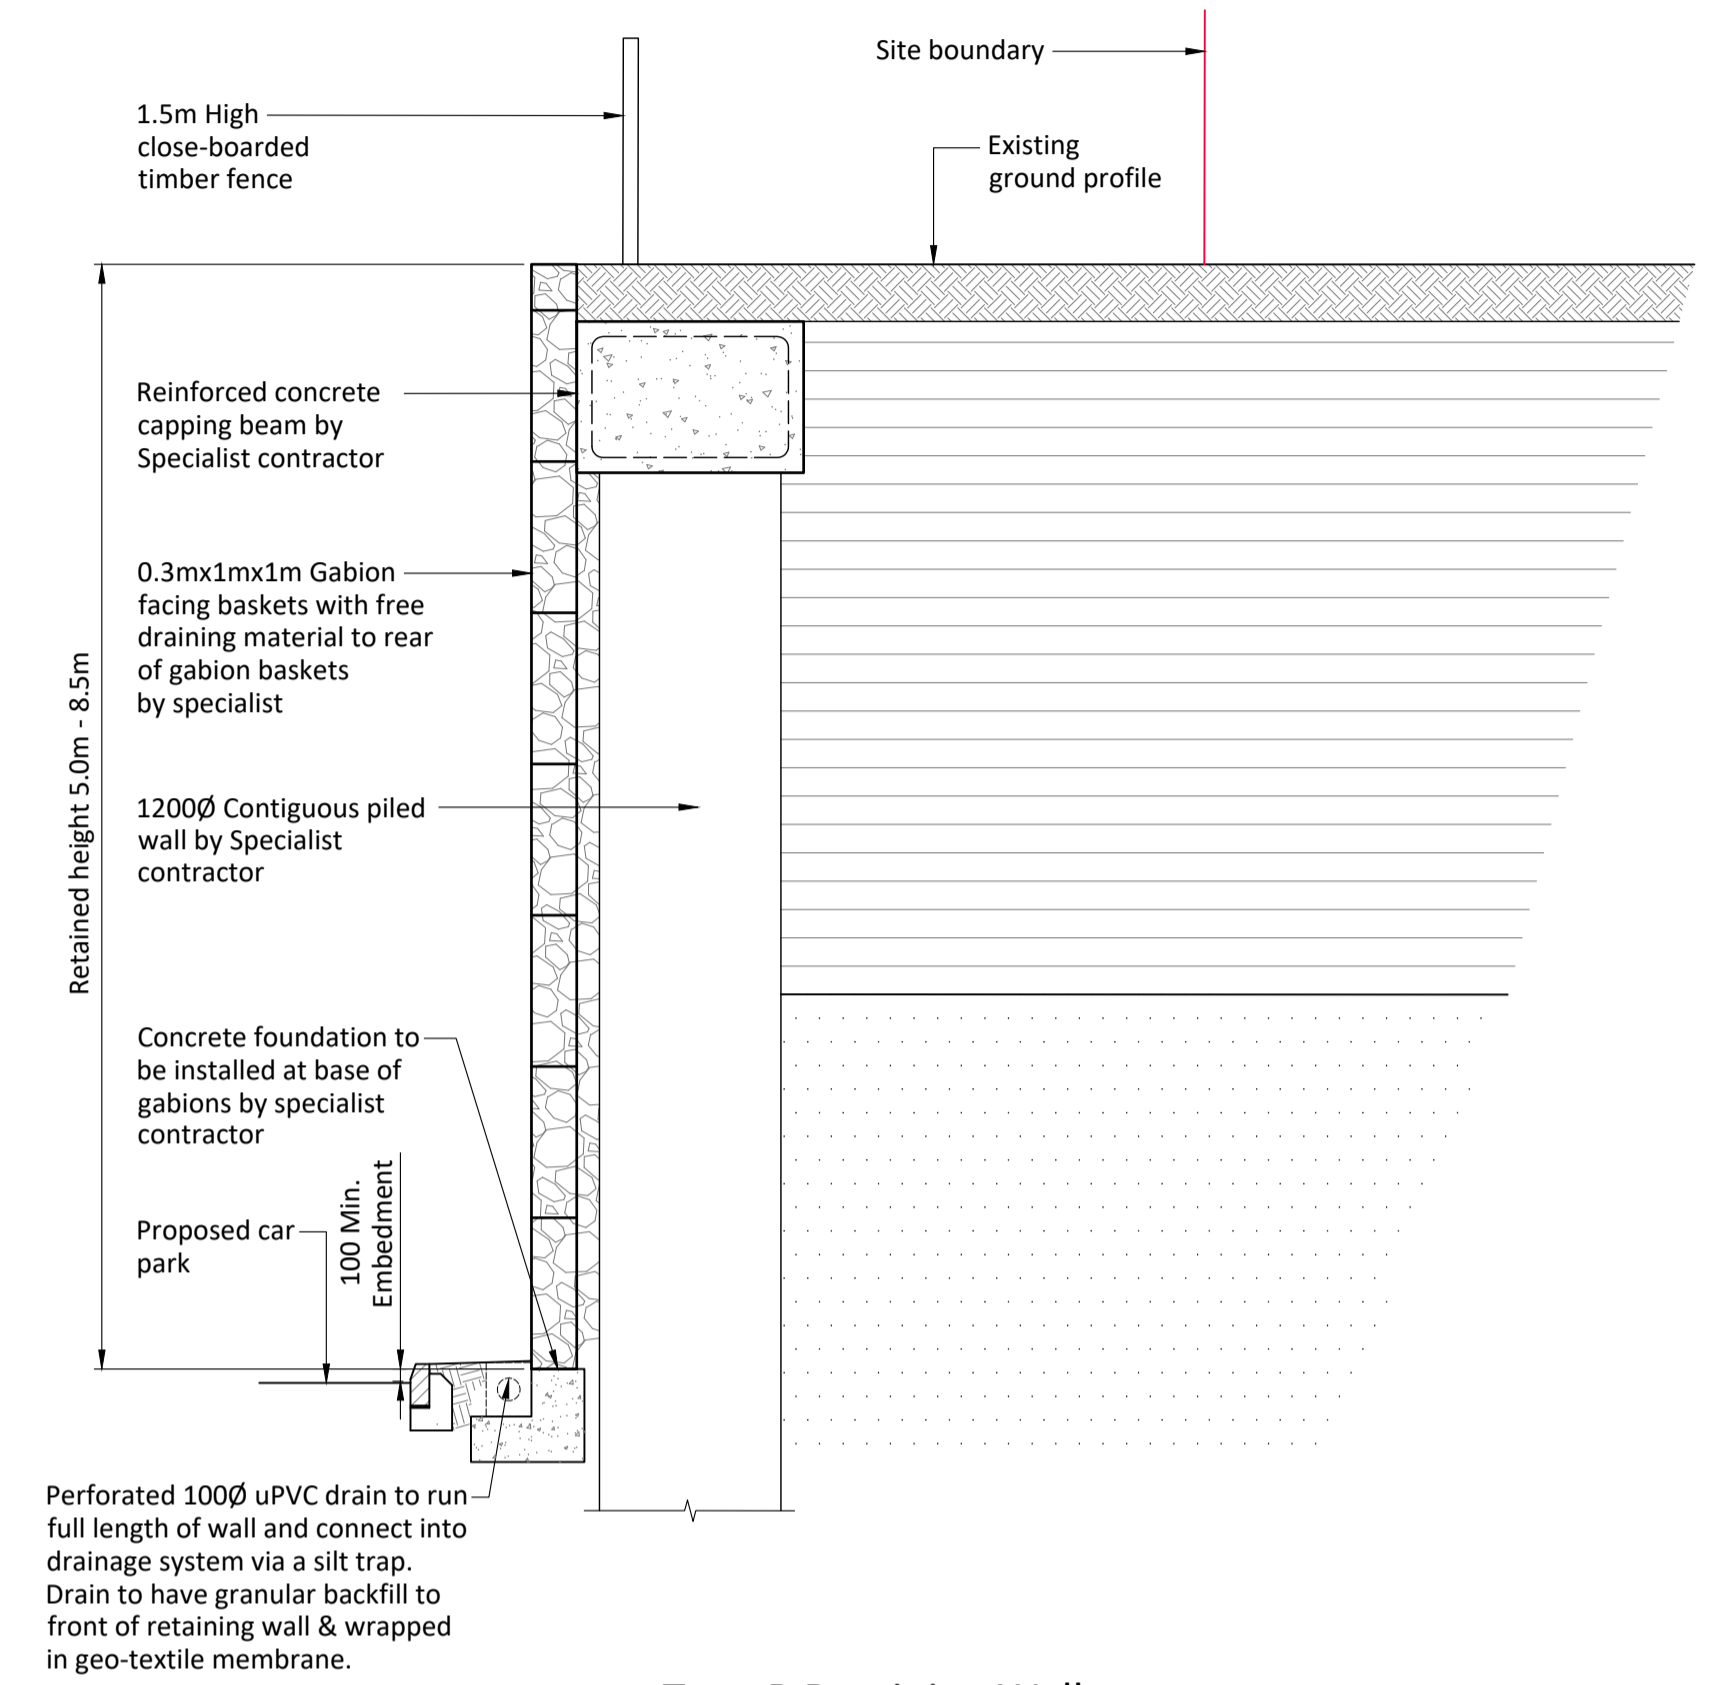 Site boundary
1.5m High
close-boarded
timber fence
Existing
ground profile
Reinforced concrete
capping beam by
Specialist contractor
0.3mx1mx1m Gabion
facing baskets with free
draining material to rear
of gabion baskets
by specialist
Retained height 5.0m - 8.5m
1200Ø Contiguous piled
wall by Specialist
contractor
Concrete foundation to
be installed at base of
gabions by specialist
contractor
100 Min.
Embedment
Proposed car
park
Perforated 100Ø uPVC drain to run
full length of wall and connect into
drainage system via a silt trap.
Drain to have granular backfill to
front of retaining wall & wrapped
in geo-textile membrane.